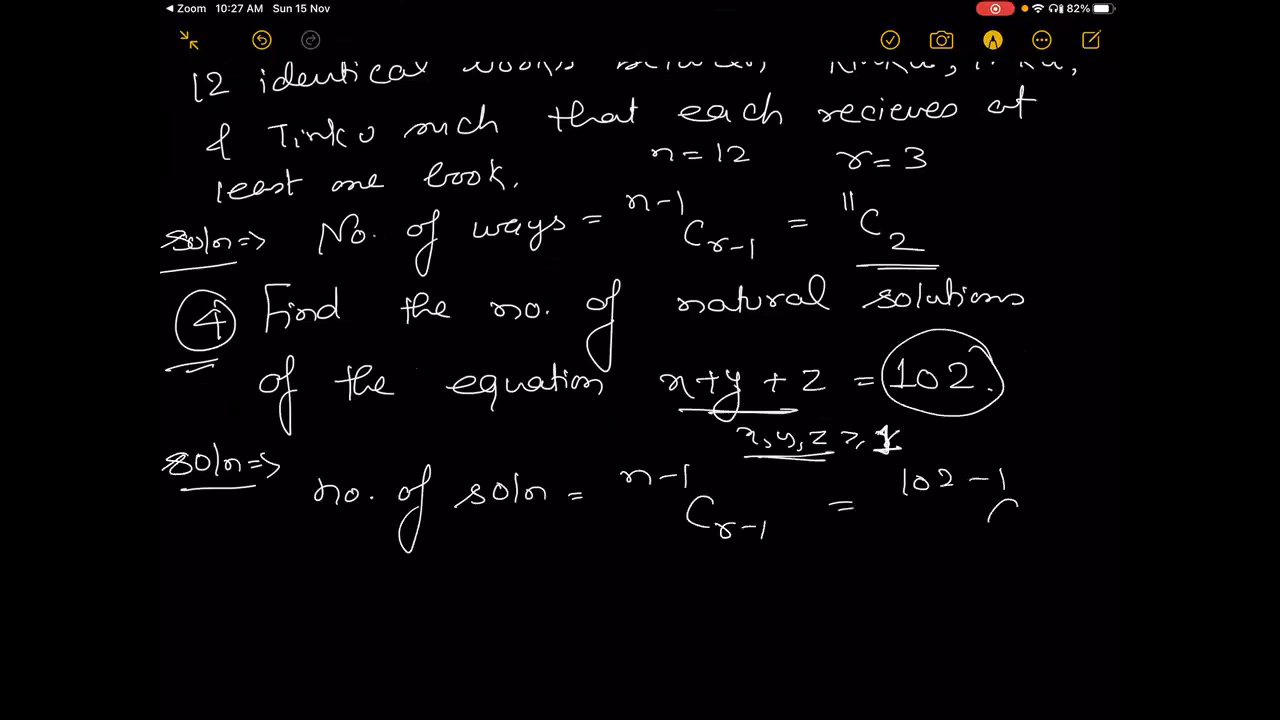 Zoom 10:27 AM Sun 15 Nov 82%
12 identical
& Tinku such that each recieves at
least one book. n = 12 r = 3
soln => No. of ways = n-1Cr-1 = 11C2
4 Find the no. of natural solutions
of the equation x + y + z = 102.
x, y, z ≥ 1
soln => no. of soln = n-1Cr-1 = 102-1C